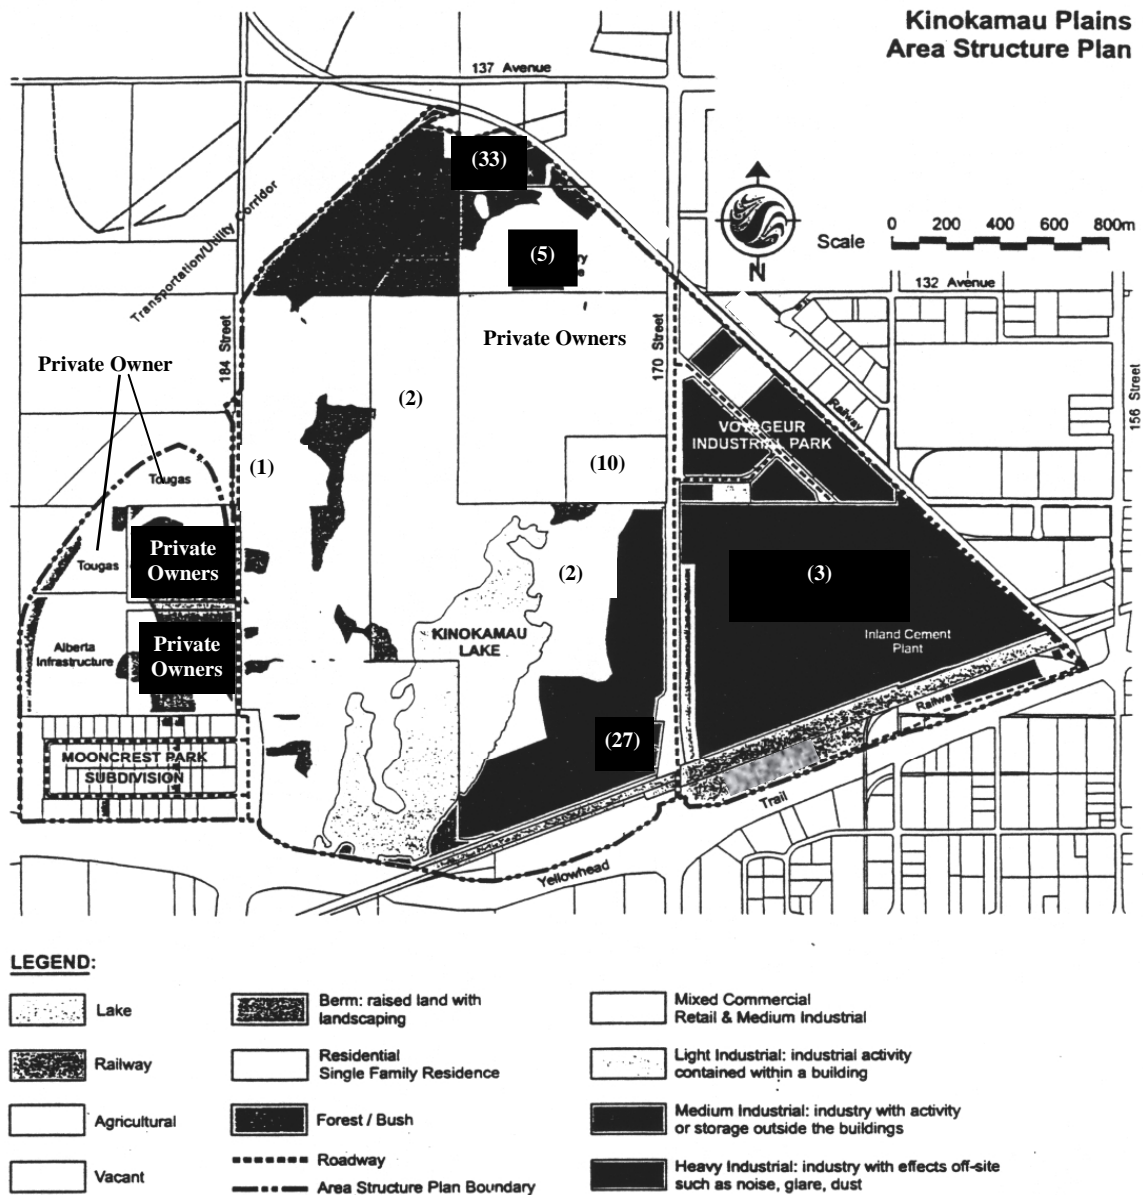 Kinokamau Plains
Area Structure Plan
137 Avenue
(33)
Transportation/Utility Corridor
N
Scale
0 200 400 600 800m
(5)
132 Avenue
184 Street
Private Owners
170 Street
156 Street
Private Owner
(2)
Railway
VOYAGEUR
INDUSTRIAL PARK
(1)
(10)
Tougas
Private
Owners
Tougas
(2)
(3)
KINOKAMAU
LAKE
Inland Cement
Plant
Alberta
Infrastructure
Private
Owners
(27)
MOONCREST PARK
SUBDIVISION
Trail
Yellowhead
LEGEND:
Lake
Railway
Agricultural
Vacant
Berm: raised land with
landscaping
Residential
Single Family Residence
Forest / Bush
Roadway
Area Structure Plan Boundary
Mixed Commercial
Retail & Medium Industrial
Light Industrial: industrial activity
contained within a building
Medium Industrial: industry with activity
or storage outside the buildings
Heavy Industrial: industry with effects off-site
such as noise, glare, dust